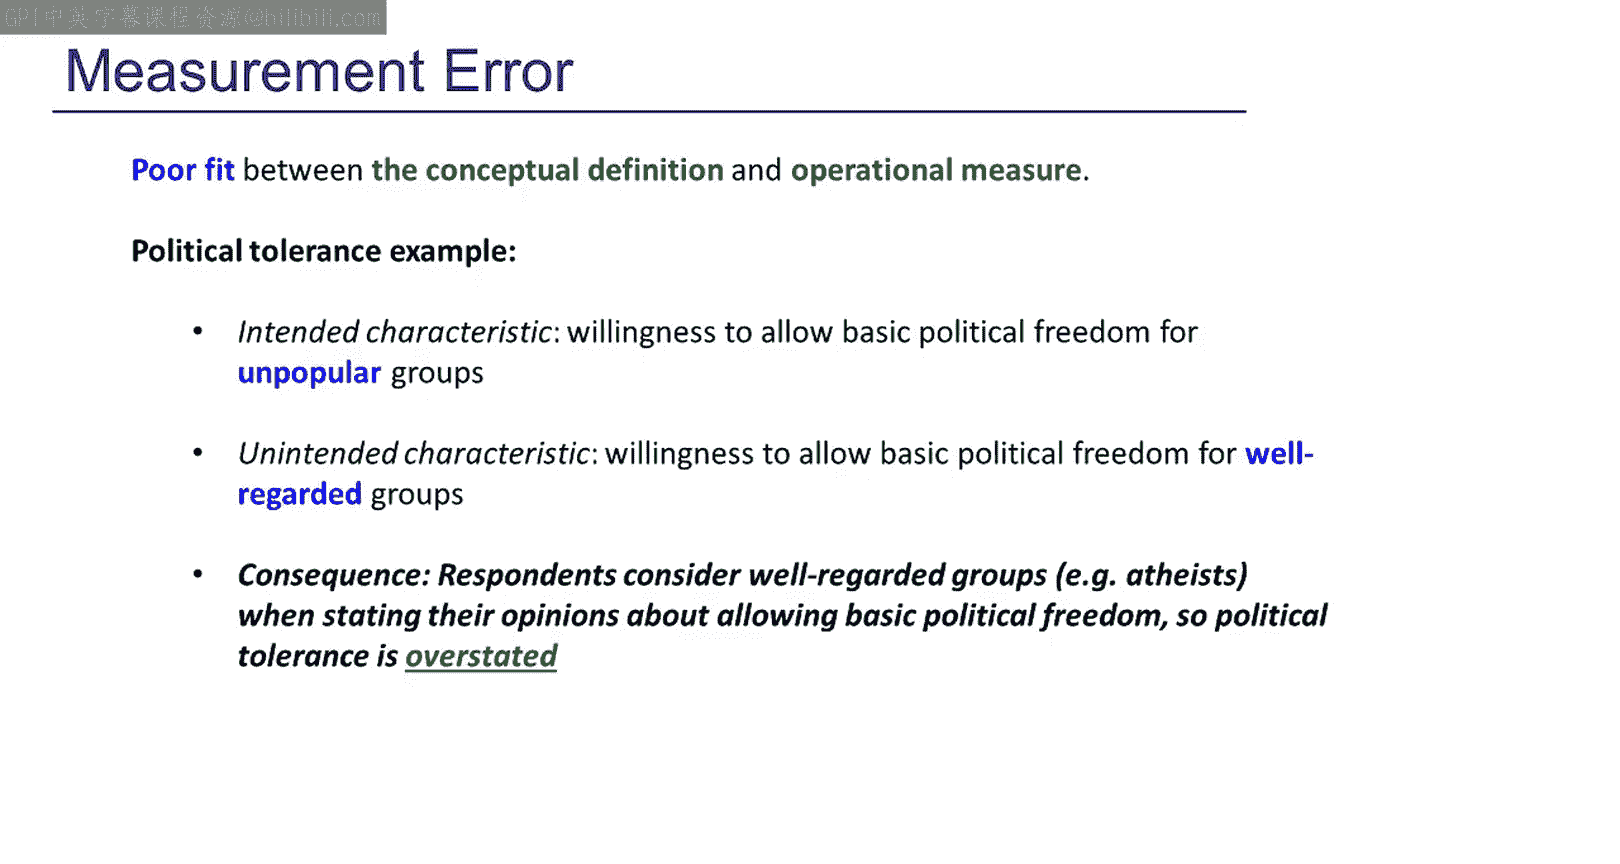 GPT中英字幕课程资源@bilibili.com
Measurement Error
Poor fit between the conceptual definition and operational measure.
Political tolerance example:
• Intended characteristic: willingness to allow basic political freedom for
unpopular groups
• Unintended characteristic: willingness to allow basic political freedom for well-
regarded groups
• Consequence: Respondents consider well-regarded groups (e.g. atheists)
when stating their opinions about allowing basic political freedom, so political
tolerance is overstated